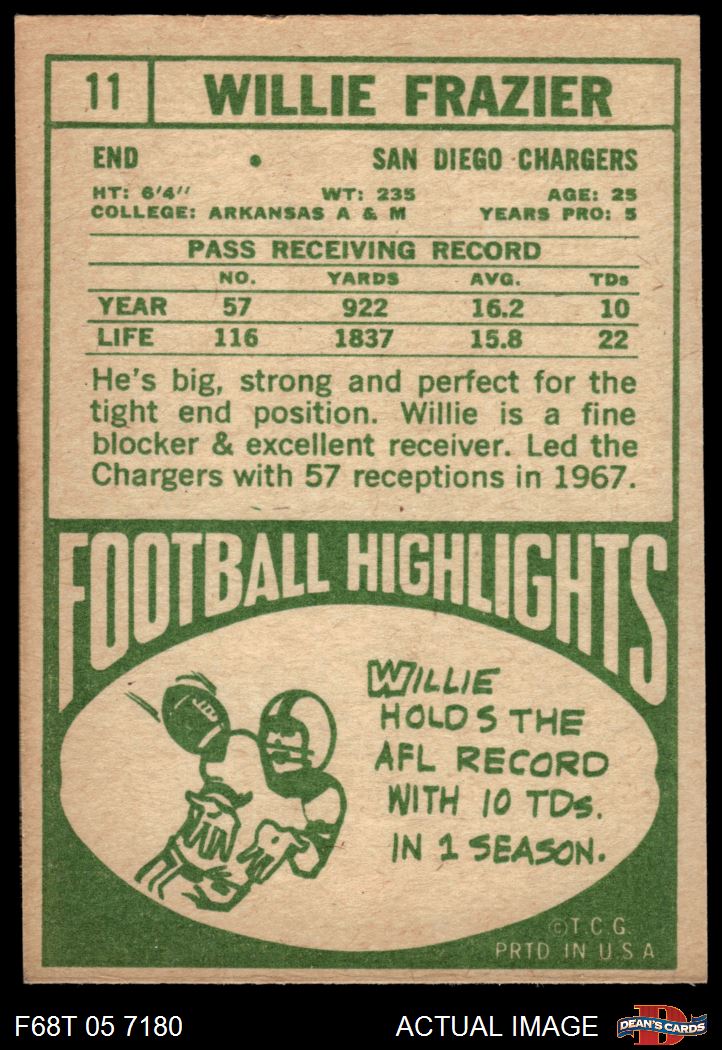 11 WILLIE FRAZIER
END • SAN DIEGO CHARGERS
HT: 6'4'' WT: 235 AGE: 25
COLLEGE: ARKANSAS A & M YEARS PRO: 5
PASS RECEIVING RECORD
NO. YARDS AVG. TDs
YEAR 57 922 16.2 10
LIFE 116 1837 15.8 22
He's big, strong and perfect for the
tight end position. Willie is a fine
blocker & excellent receiver. Led the
Chargers with 57 receptions in 1967.
FOOTBALL HIGHLIGHTS
WILLIE
HOLDS THE
AFL RECORD
WITH 10 TDs.
IN 1 SEASON.
©T.C.G.
PRTD IN U.S.A
F68T 05 7180 ACTUAL IMAGE D DEAN'S CARDS